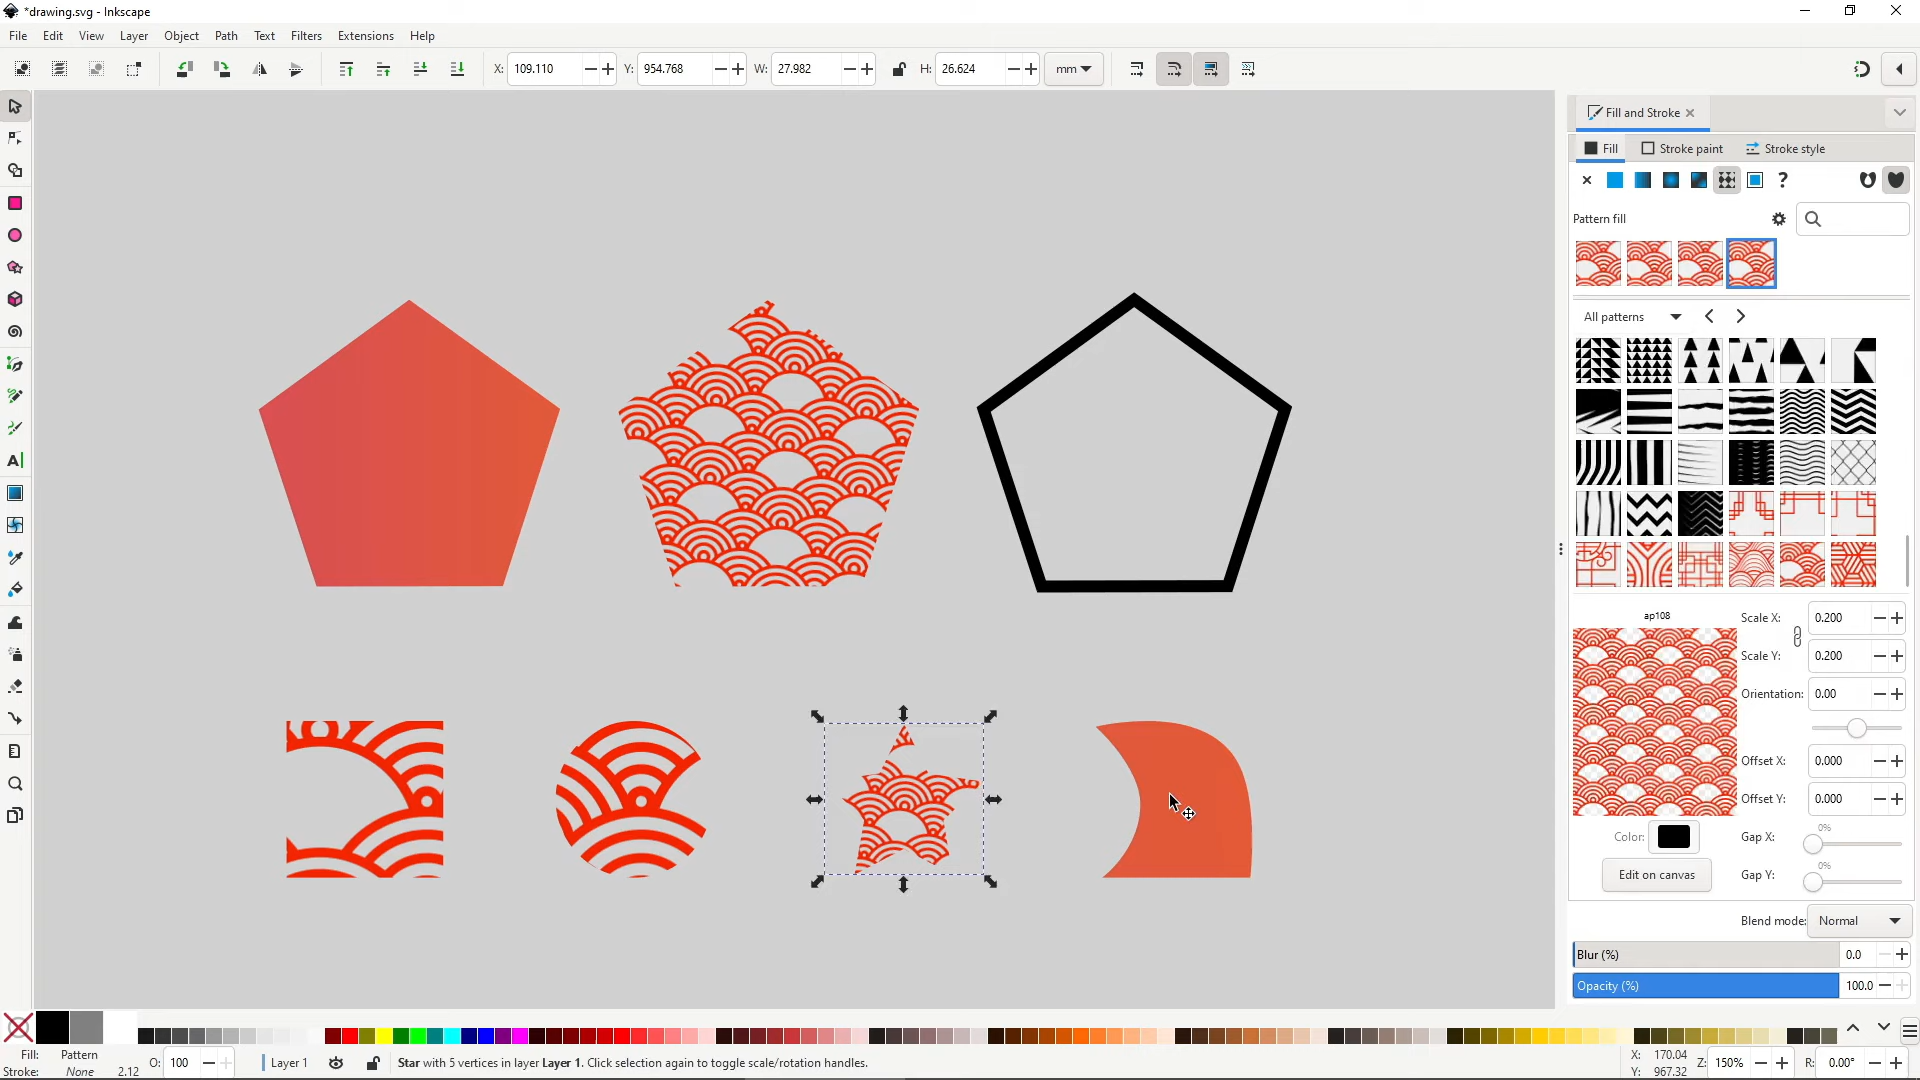 *drawing.svg - Inkscape
File Edit View Layer Object Path Text Filters Extensions Help
X: 109.110 Y: 954.768 W: 27.982 H: 26.624 mm
Fill and Stroke
Fill Stroke paint Stroke style
?
Pattern fill
All patterns
ap108
Scale X: 0.200
Scale Y: 0.200
Orientation: 0.00
Offset X: 0.000
Offset Y: 0.000
Color: Gap X: 0%
Edit on canvas Gap Y: 0%
Blend mode: Normal
Blur (%) 0.0
Opacity (%) 100.0
Fill: Pattern
Stroke: None 2.12
O: 100 Layer 1 Star with 5 vertices in layer Layer 1. Click selection again to toggle scale/rotation handles.
X: 170.04
Y: 967.32
Z: 150% R: 0.00°